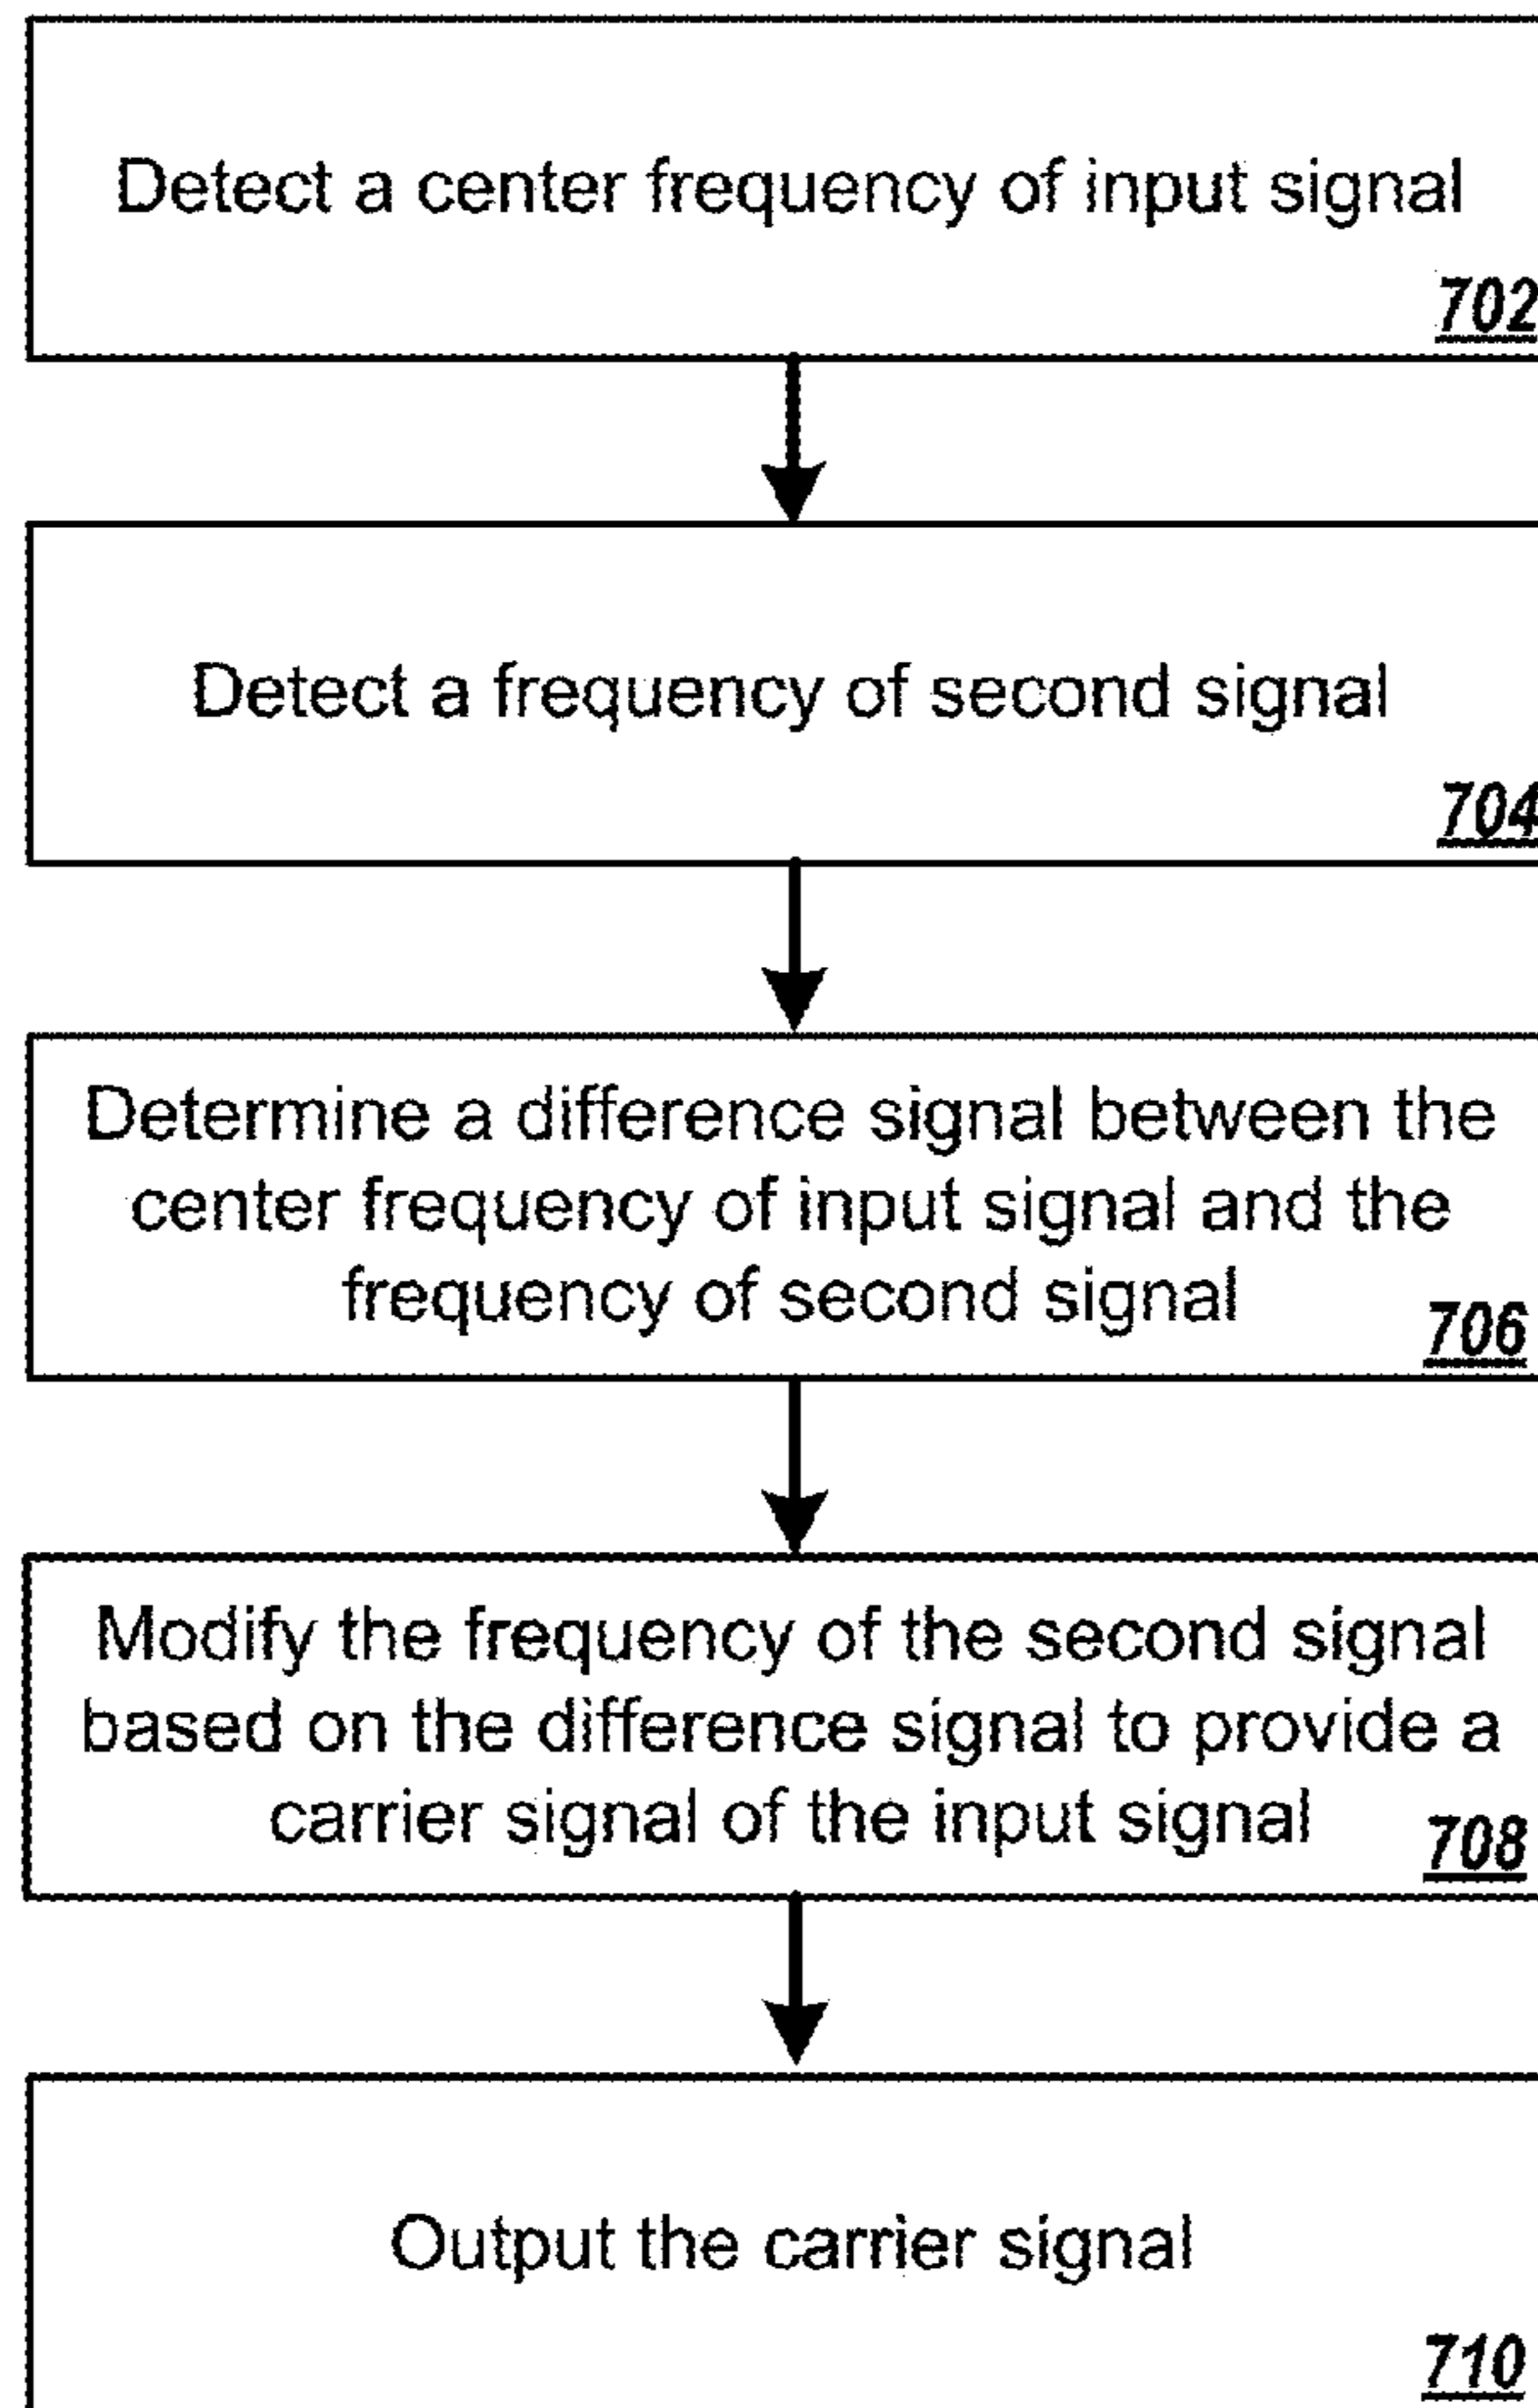 Detect a center frequency of input signal
702
Detect a frequency of second signal
704
Determine a difference signal between the
center frequency of input signal and the
frequency of second signal
706
Modify the frequency of the second signal
based on the difference signal to provide a
carrier signal of the input signal
708
Output the carrier signal
710